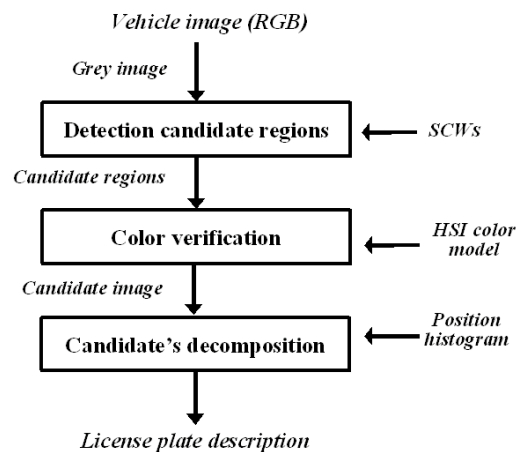 Vehicle image (RGB)
Grey image
Detection candidate regions
SCWs
Candidate regions
Color verification
HSI color
model
Candidate image
Position
histogram
Candidate's decomposition
License plate description